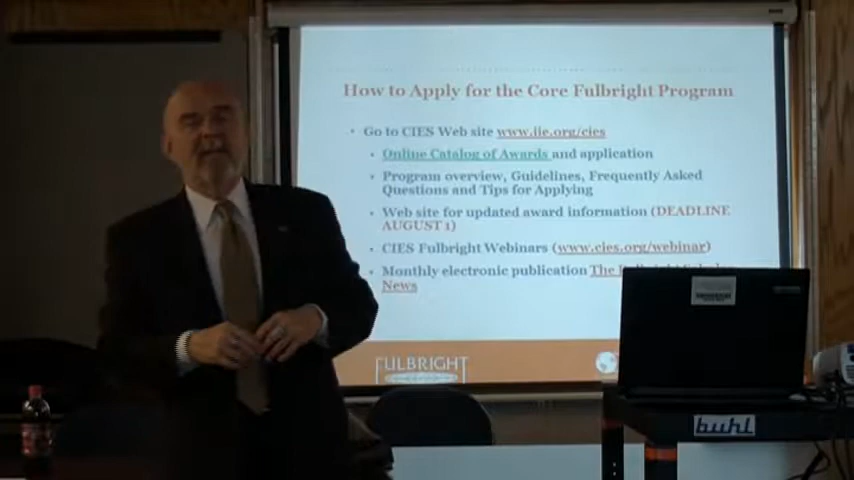 How to Apply for the Core Fulbright Program
• Go to CIES Web site www.iie.org/cies
• Online Catalog of Awards and application
• Program overview, Guidelines, Frequently Asked
Questions and Tips for Applying
• Web site for updated award information (DEADLINE
AUGUST 1)
• CIES Fulbright Webinars (www.cies.org/webinar)
• Monthly electronic publication The
News
FULBRIGHT
buhl